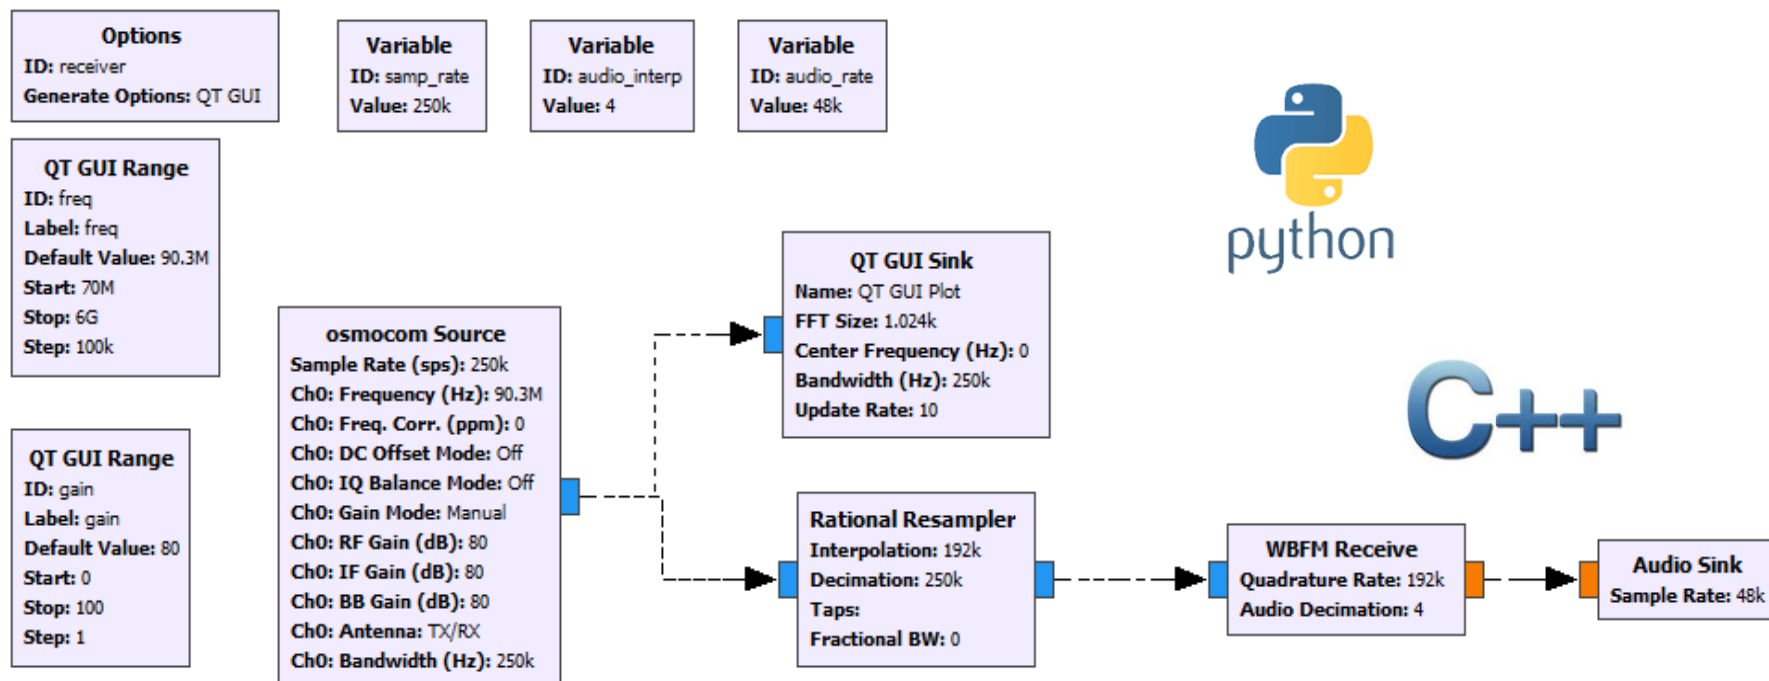 Options
ID: receiver
Generate Options: QT GUI
Variable
ID: samp_rate
Value: 250k
Variable
ID: audio_interp
Value: 4
Variable
ID: audio_rate
Value: 48k
QT GUI Range
ID: freq
Label: freq
Default Value: 90.3M
Start: 70M
Stop: 6G
Step: 100k
QT GUI Range
ID: gain
Label: gain
Default Value: 80
Start: 0
Stop: 100
Step: 1
osmocom Source
Sample Rate (sps): 250k
Ch0: Frequency (Hz): 90.3M
Ch0: Freq. Corr. (ppm): 0
Ch0: DC Offset Mode: Off
Ch0: IQ Balance Mode: Off
Ch0: Gain Mode: Manual
Ch0: RF Gain (dB): 80
Ch0: IF Gain (dB): 80
Ch0: BB Gain (dB): 80
Ch0: Antenna: TX/RX
Ch0: Bandwidth (Hz): 250k
QT GUI Sink
Name: QT GUI Plot
FFT Size: 1.024k
Center Frequency (Hz): 0
Bandwidth (Hz): 250k
Update Rate: 10
Rational Resampler
Interpolation: 192k
Decimation: 250k
Taps:
Fractional BW: 0
WBFM Receive
Quadrature Rate: 192k
Audio Decimation: 4
Audio Sink
Sample Rate: 48k
python
C++